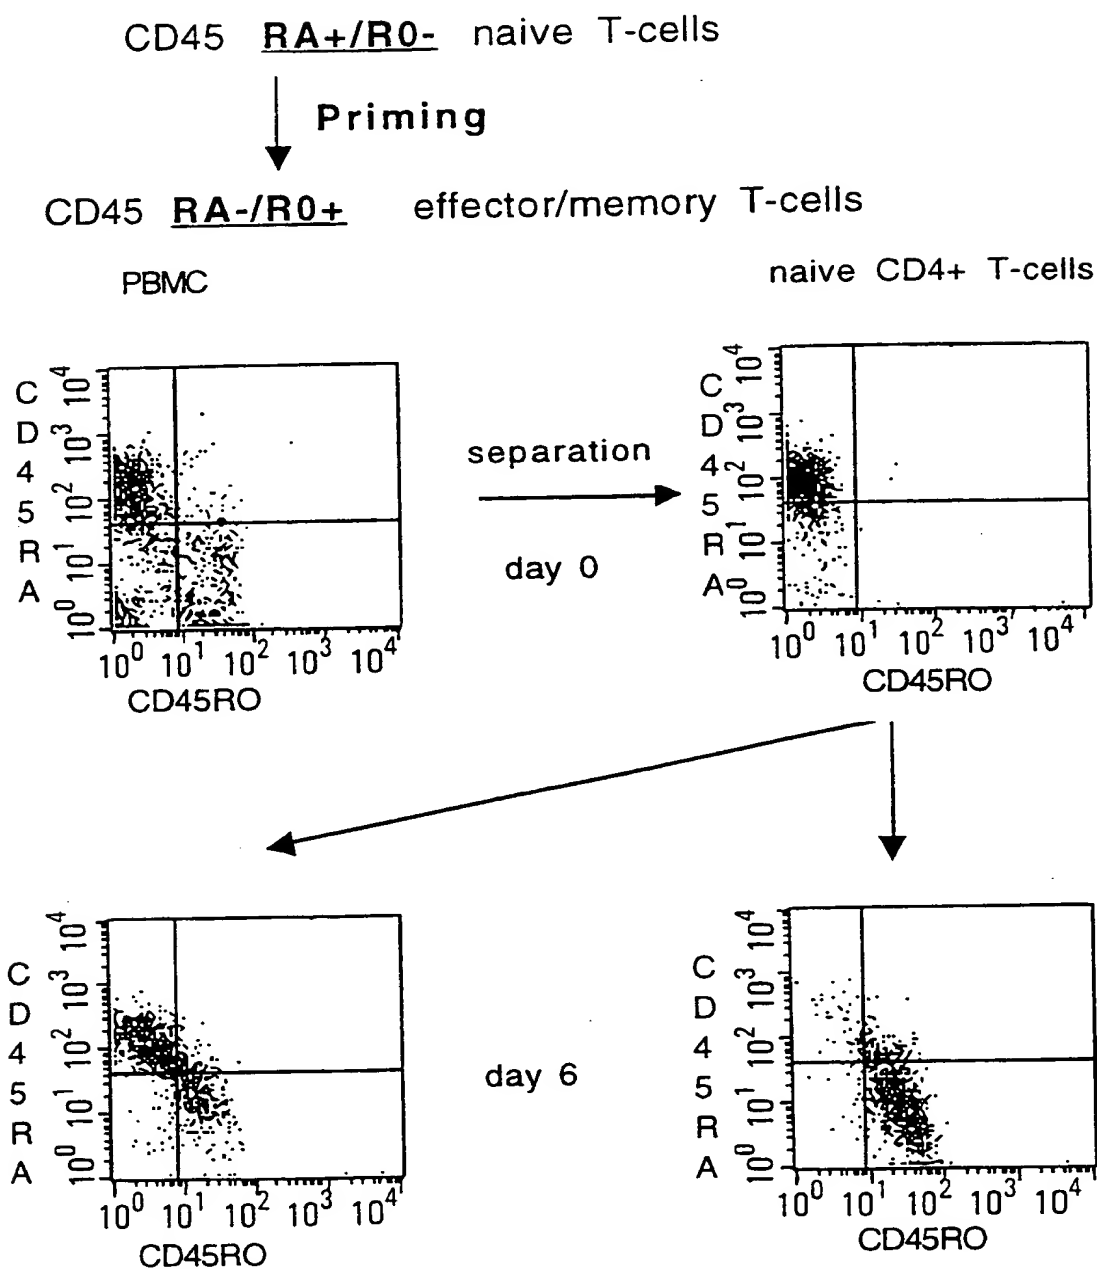 CD45 RA+/R0- naive T-cells
Priming
CD45 RA-/R0+ effector/memory T-cells
PBMC
naive CD4+ T-cells
CD45RA
10^0 10^1 10^2 10^3 10^4
10^0 10^1 10^2 10^3 10^4
CD45RO
separation
day 0
CD45RA
10^0 10^1 10^2 10^3 10^4
10^0 10^1 10^2 10^3 10^4
CD45RO
CD45RA
10^0 10^1 10^2 10^3 10^4
10^0 10^1 10^2 10^3 10^4
CD45RO
day 6
CD45RA
10^0 10^1 10^2 10^3 10^4
10^0 10^1 10^2 10^3 10^4
CD45RO